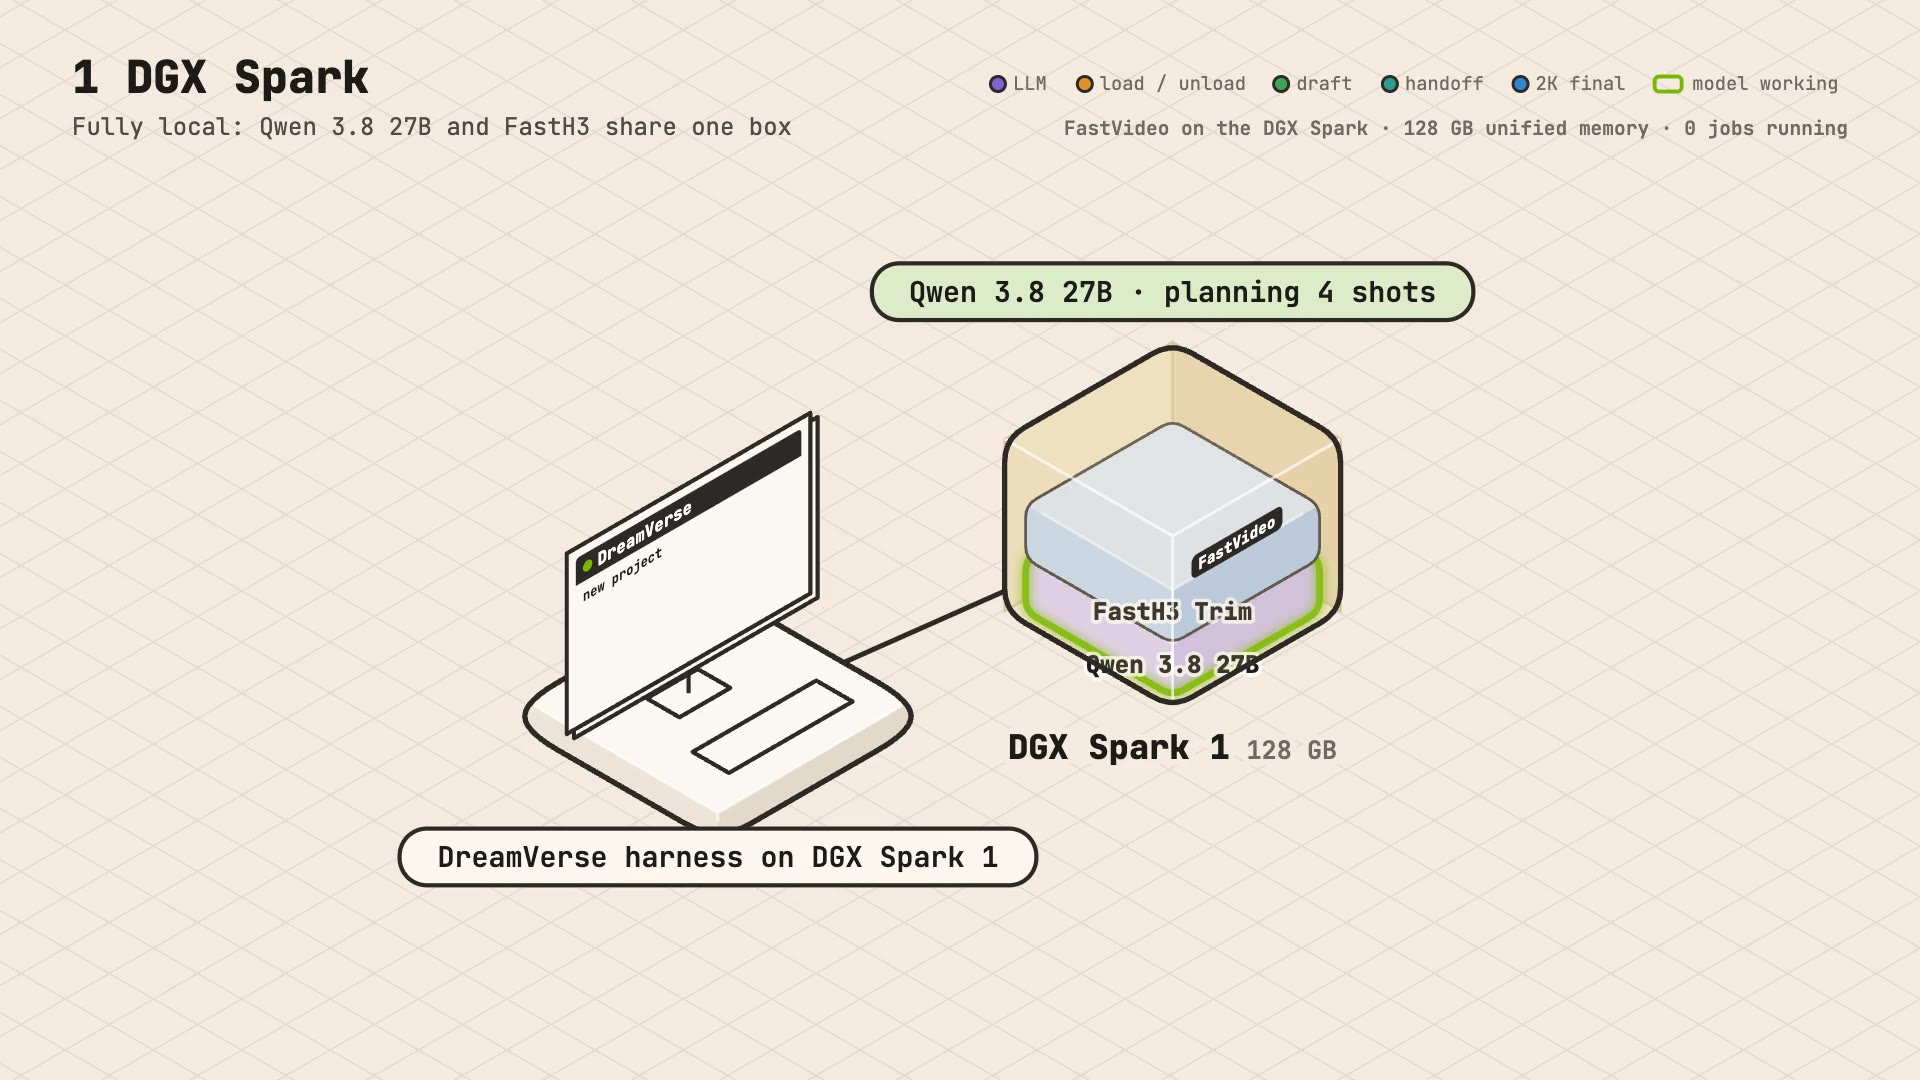 1 DGX Spark
Fully local: Qwen 3.8 27B and FastH3 share one box
LLM
load / unload
draft
handoff
2K final
model working
FastVideo on the DGX Spark · 128 GB unified memory · 0 jobs running
Qwen 3.8 27B · planning 4 shots
DreamVerse
new project
FastVideo
FastH3 Trim
Qwen 3.8 27B
DGX Spark 1 128 GB
DreamVerse harness on DGX Spark 1